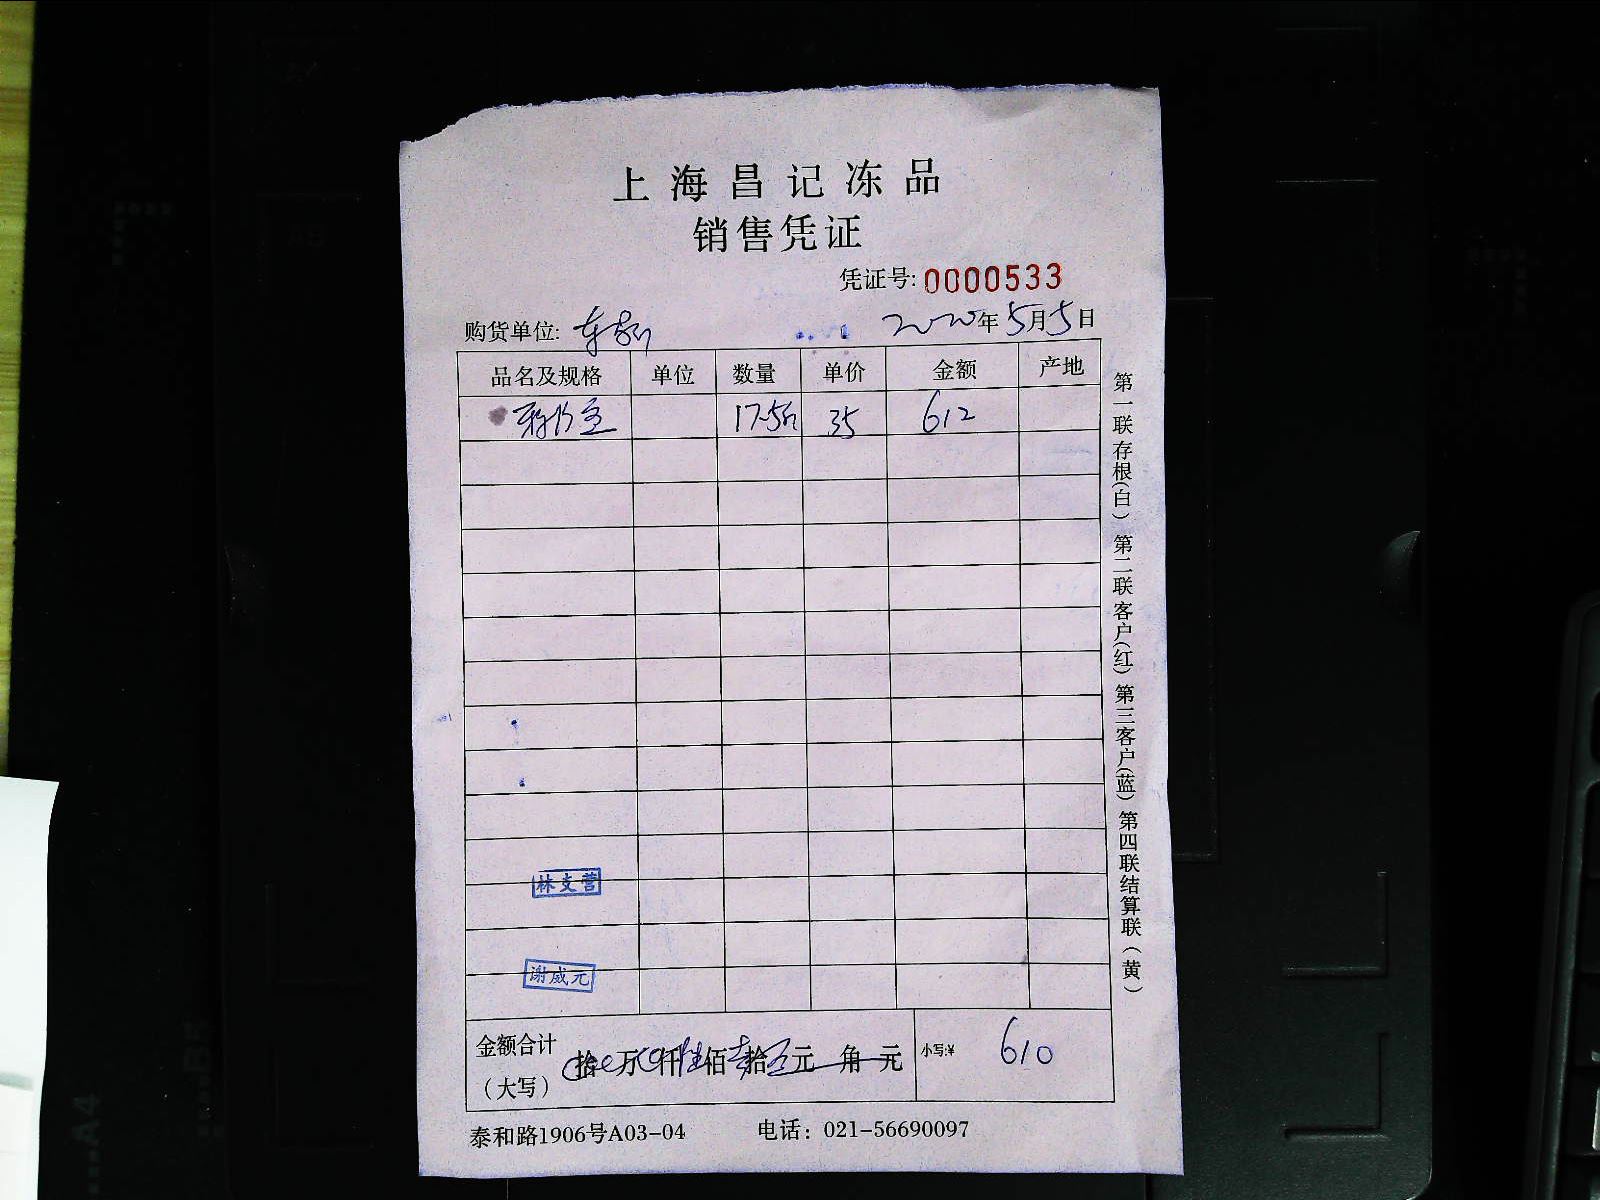 上海昌记冻品
销售凭证
凭证号: 0000533
购货单位:
2020年5月5日
品名及规格 单位 数量 单价 金额 产地
17.5斤 35 612
林支营
谢威元
金额合计 拾 万 仟 佰 拾 元 角 元 小写:¥ 610
(大写)
泰和路1906号A03-04 电话: 021-56690097
第一联存根(白) 第二联客户(红) 第三客户(蓝) 第四联结算联(黄)